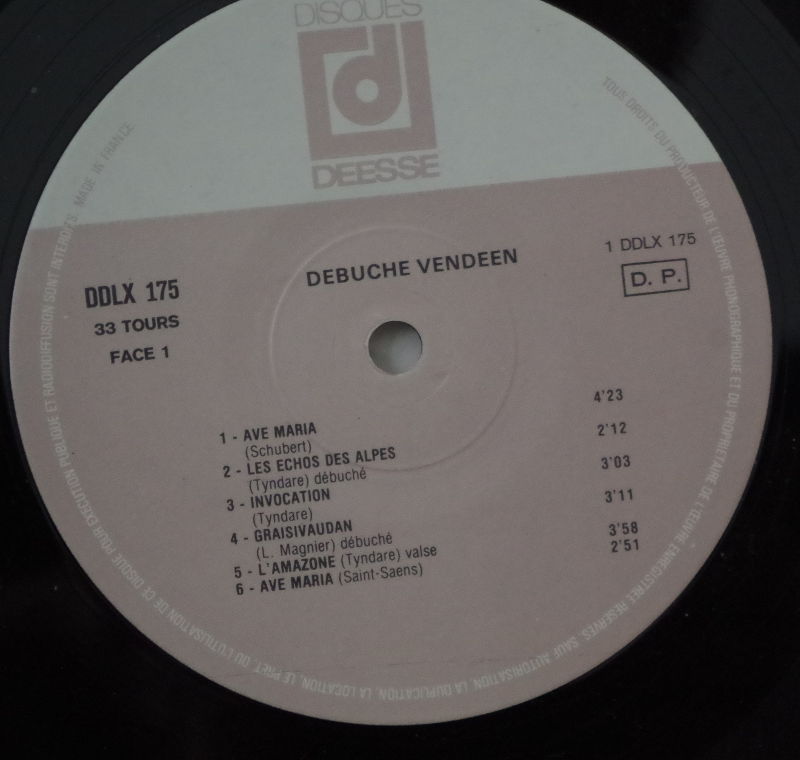 DISQUES
d
DEESSE
DEBUCHE VENDEEN
1 DDLX 175
D. P.
DDLX 175
33 TOURS
FACE 1
1 - AVE MARIA 4'23
(Schubert)
2 - LES ECHOS DES ALPES 2'12
(Tyndare) débuché
3 - INVOCATION 3'03
(Tyndare)
4 - GRAISIVAUDAN 3'11
(L. Magnier) débuché
5 - L'AMAZONE (Tyndare) valse 3'58
6 - AVE MARIA (Saint-Saens) 2'51
TOUS DROITS DU PRODUCTEUR DE L'ŒUVRE PHONOGRAPHIQUE ET DU PROPRIETAIRE DE L'ŒUVRE ENREGISTREE RESERVES. SAUF AUTORISATION, LA DUPLICATION, LA LOCATION, LE PRET, OU L'UTILISATION DE CE DISQUE POUR EXECUTION PUBLIQUE ET RADIODIFFUSION SONT INTERDITS. MADE IN FRANCE